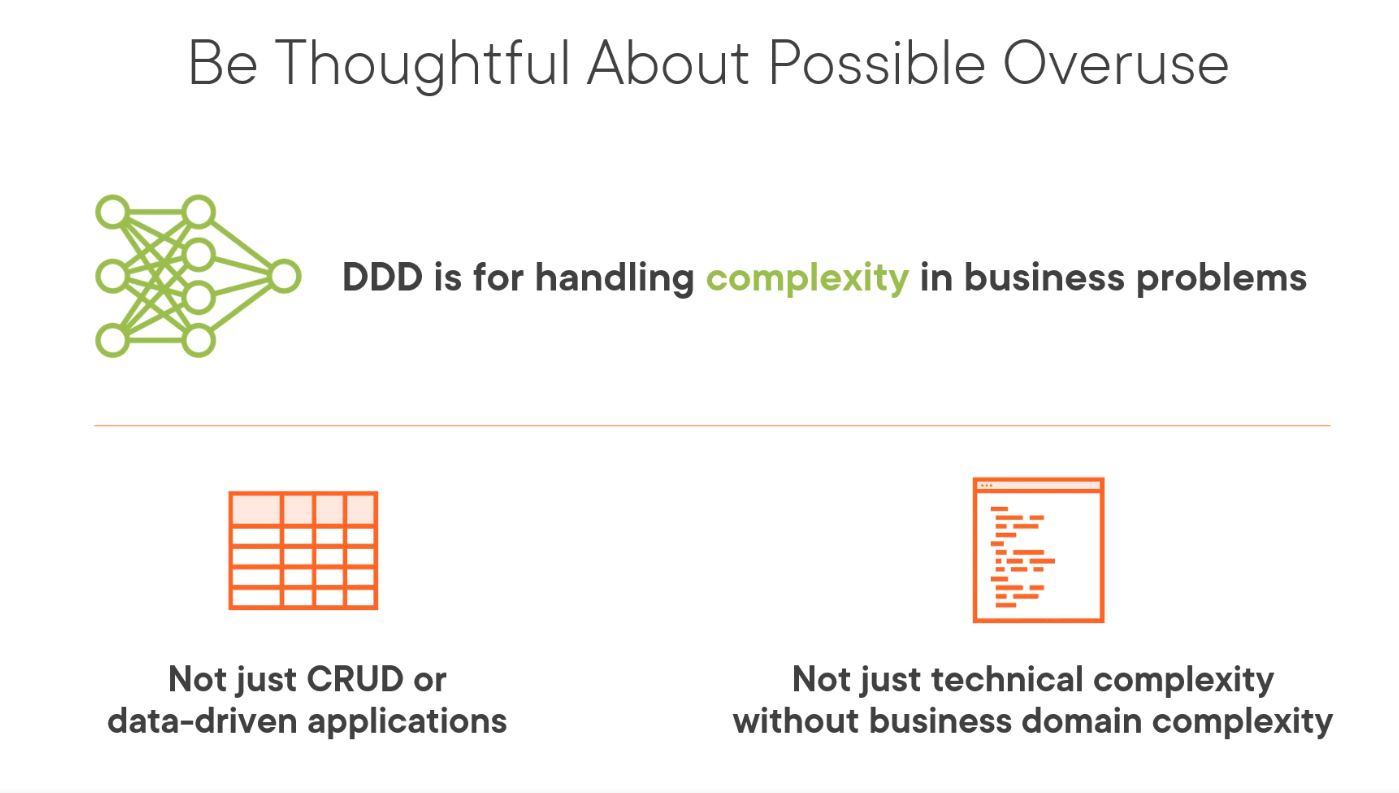 Be Thoughtful About Possible Overuse
DDD is for handling complexity in business problems
Not just CRUD or
data-driven applications
Not just technical complexity
without business domain complexity